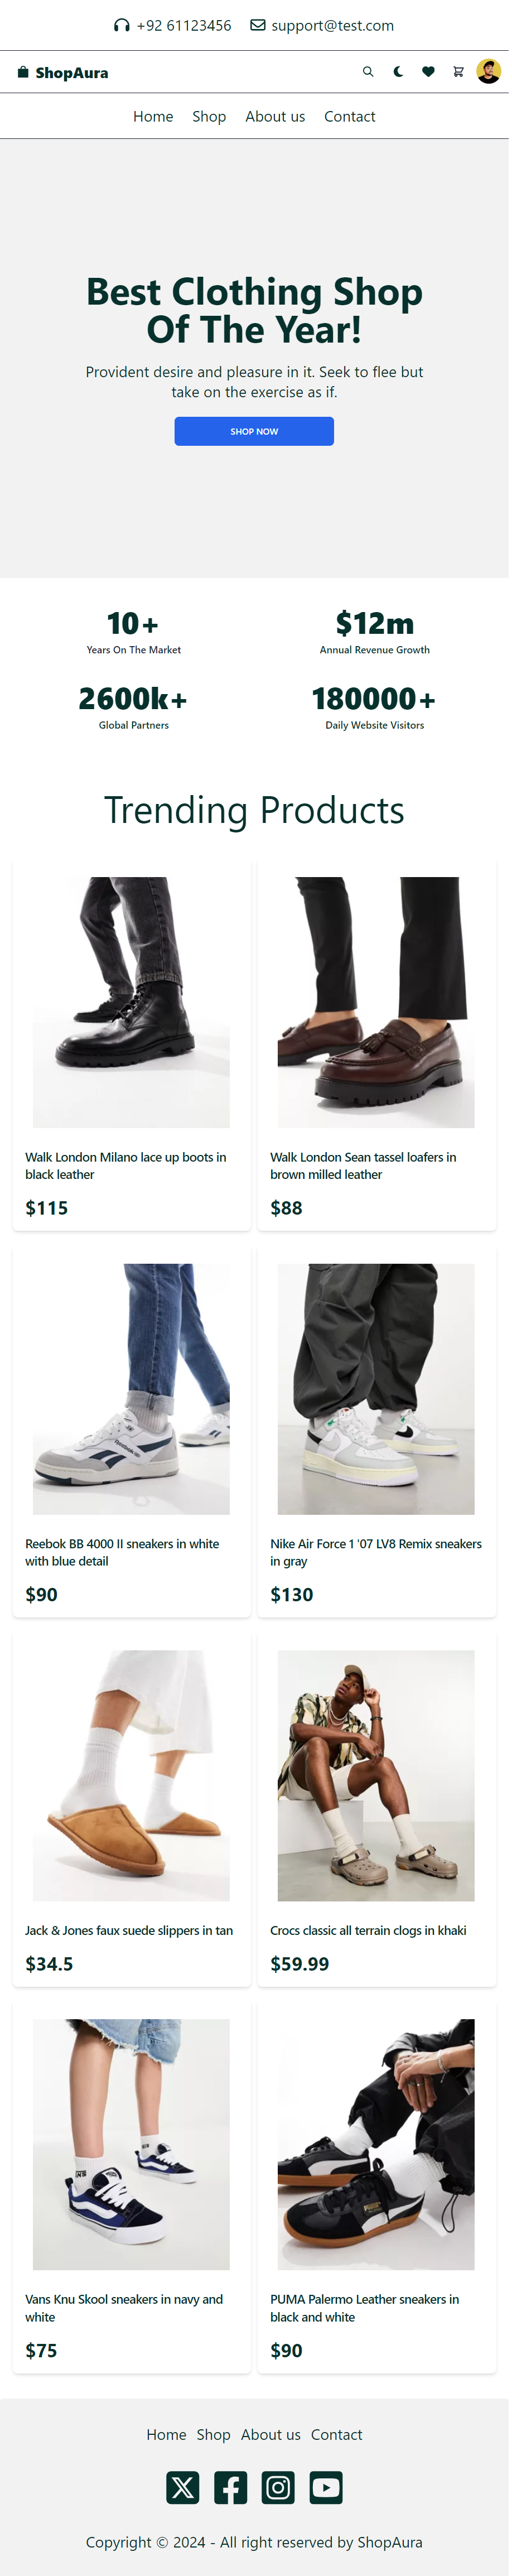 +92 61123456 support@test.com
ShopAura
Home Shop About us Contact
Best Clothing Shop
Of The Year!
Provident desire and pleasure in it. Seek to flee but
take on the exercise as if.
SHOP NOW
10+ $12m
Years On The Market Annual Revenue Growth
2600k+ 180000+
Global Partners Daily Website Visitors
Trending Products
Walk London Milano lace up boots in
black leather
$115
Walk London Sean tassel loafers in
brown milled leather
$88
Reebok BB 4000 II sneakers in white
with blue detail
$90
Nike Air Force 1 '07 LV8 Remix sneakers
in gray
$130
Jack & Jones faux suede slippers in tan
$34.5
Crocs classic all terrain clogs in khaki
$59.99
Vans Knu Skool sneakers in navy and
white
$75
PUMA Palermo Leather sneakers in
black and white
$90
Home Shop About us Contact
Copyright © 2024 - All right reserved by ShopAura